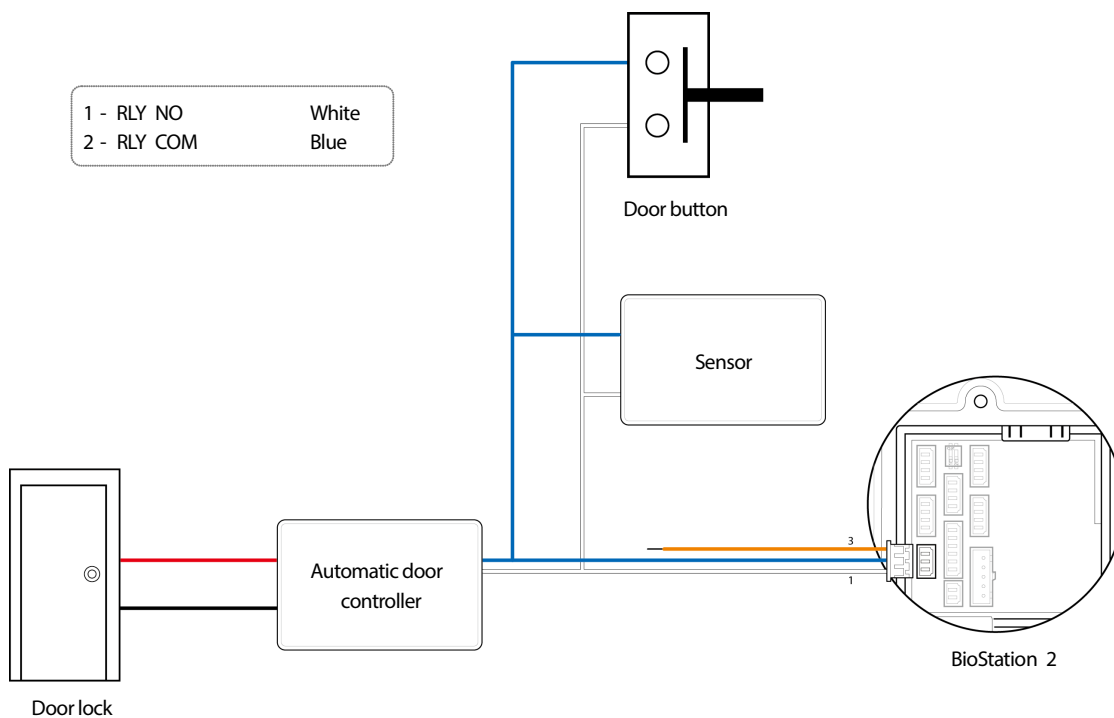 1 - RLY NO White
2 - RLY COM Blue
Door button
Sensor
3
Automatic door
controller
1
BioStation 2
Door lock